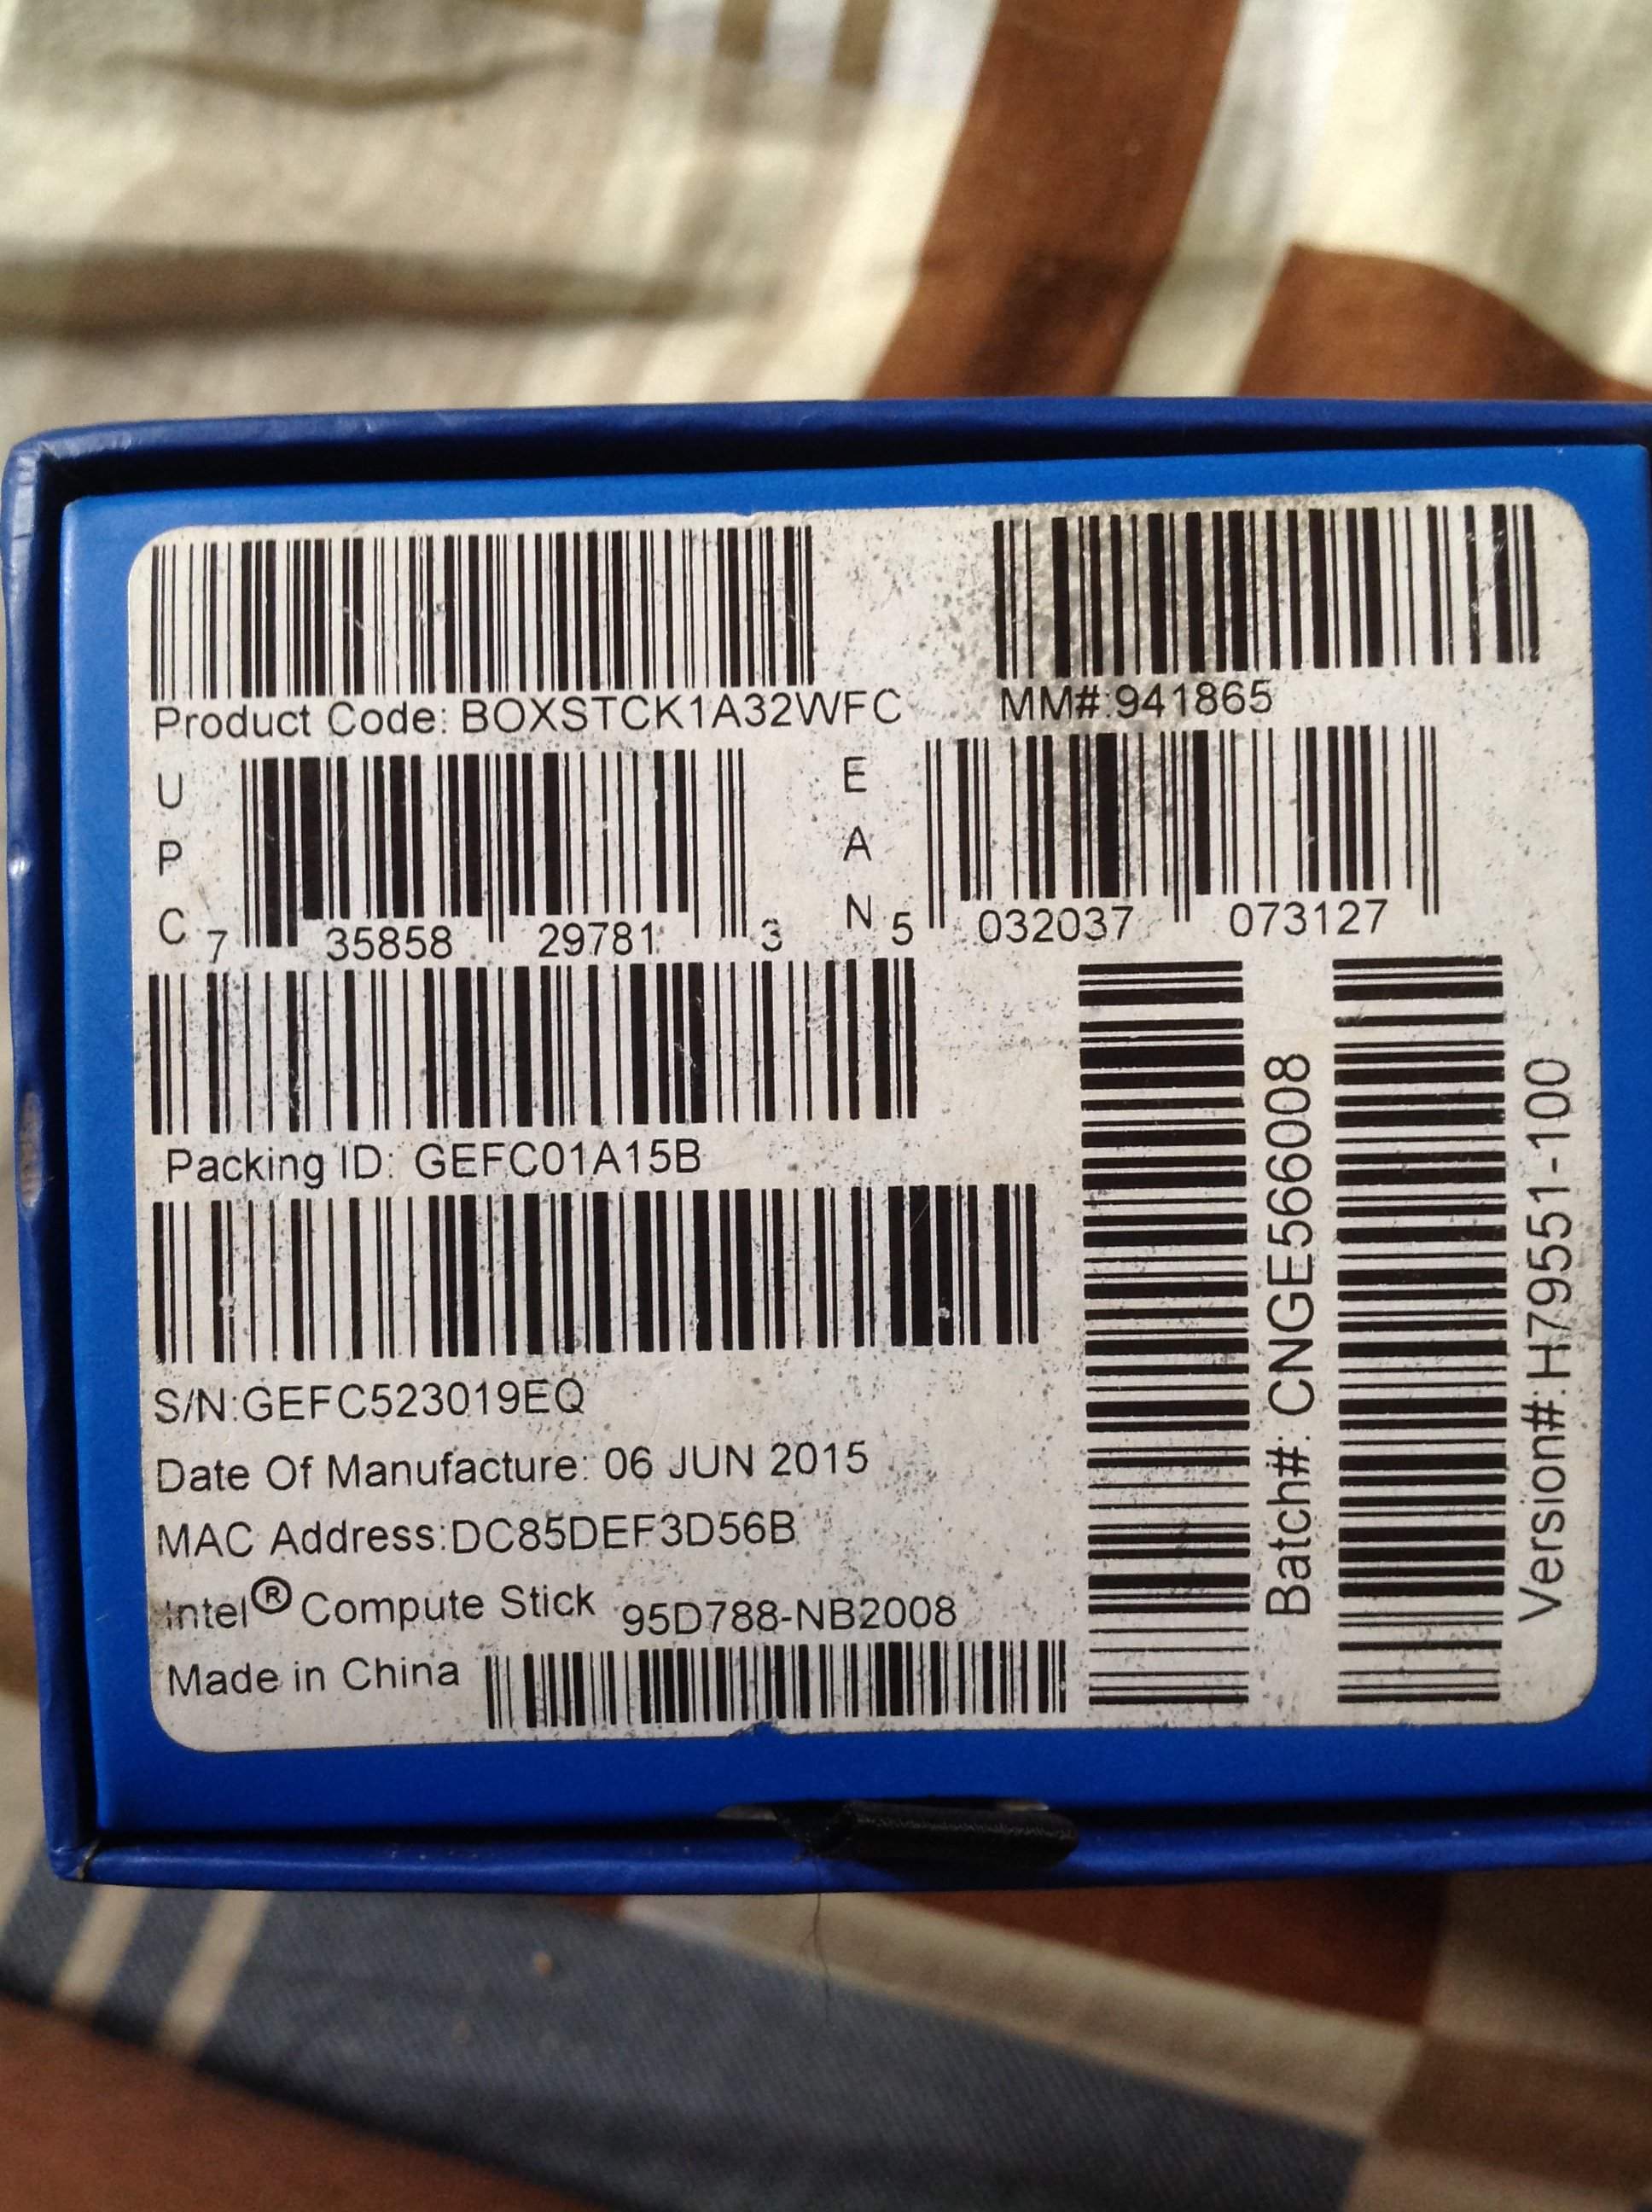 Product Code: BOXSTCK1A32WFC
MM#:941865
UPC
7 35858 29781 3
EAN
5 032037 073127
Packing ID: GEFC01A15B
S/N:GEFC523019EQ
Date Of Manufacture: 06 JUN 2015
MAC Address:DC85DEF3D56B
Intel® Compute Stick 95D788-NB2008
Made in China
Batch#: CNGE566008
Version#:H79551-100